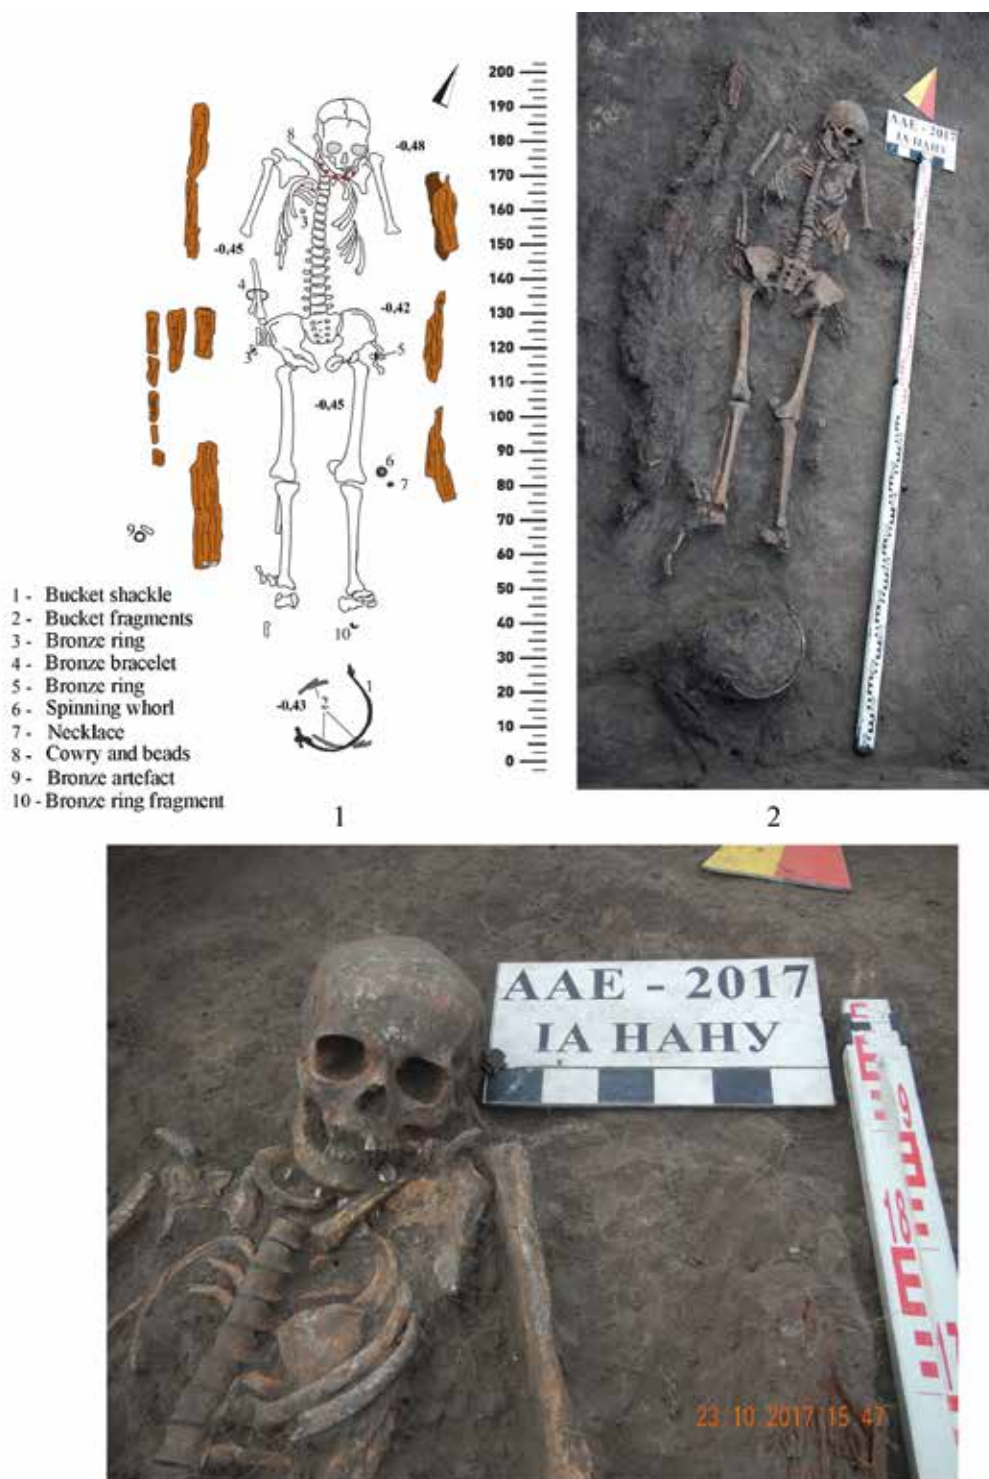 200
190
8
-0,48
180
170
160
3
-0,45
150
140
4
-0,42
130
120
3
5
110
-0,45
100
90
6
7
80
70
9
60
50
40
10
30
1
20
-0,43
2
10
0
1 - Bucket shackle
2 - Bucket fragments
3 - Bronze ring
4 - Bronze bracelet
5 - Bronze ring
6 - Spinning whorl
7 - Necklace
8 - Cowry and beads
9 - Bronze artefact
10 - Bronze ring fragment
1
AAE - 2017
ІА НАНУ
2
AAE - 2017
ІА НАНУ
9
18
23 10 2017 15 47